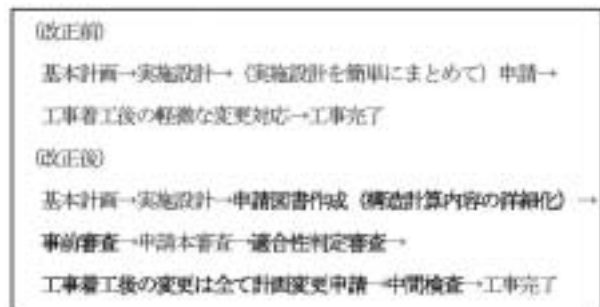 (改正前)
基本計画→実施設計→(実施設計を簡単にまとめて)申請→
工事着工後の軽微な変更対応→工事完了
(改正後)
基本計画→実施設計→申請図書作成(構造計算内容の詳細化)→
事前審査→申請本審査→適合性判定審査→
工事着工後の変更は全て計画変更申請→中間検査→工事完了